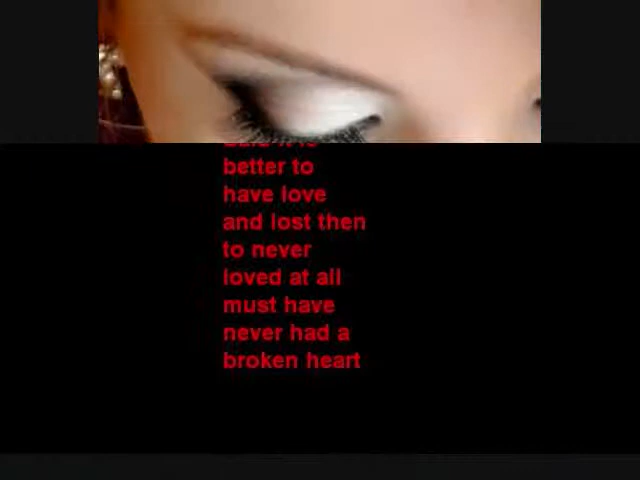 better to
have love
and lost then
to never
loved at all
must have
never had a
broken heart